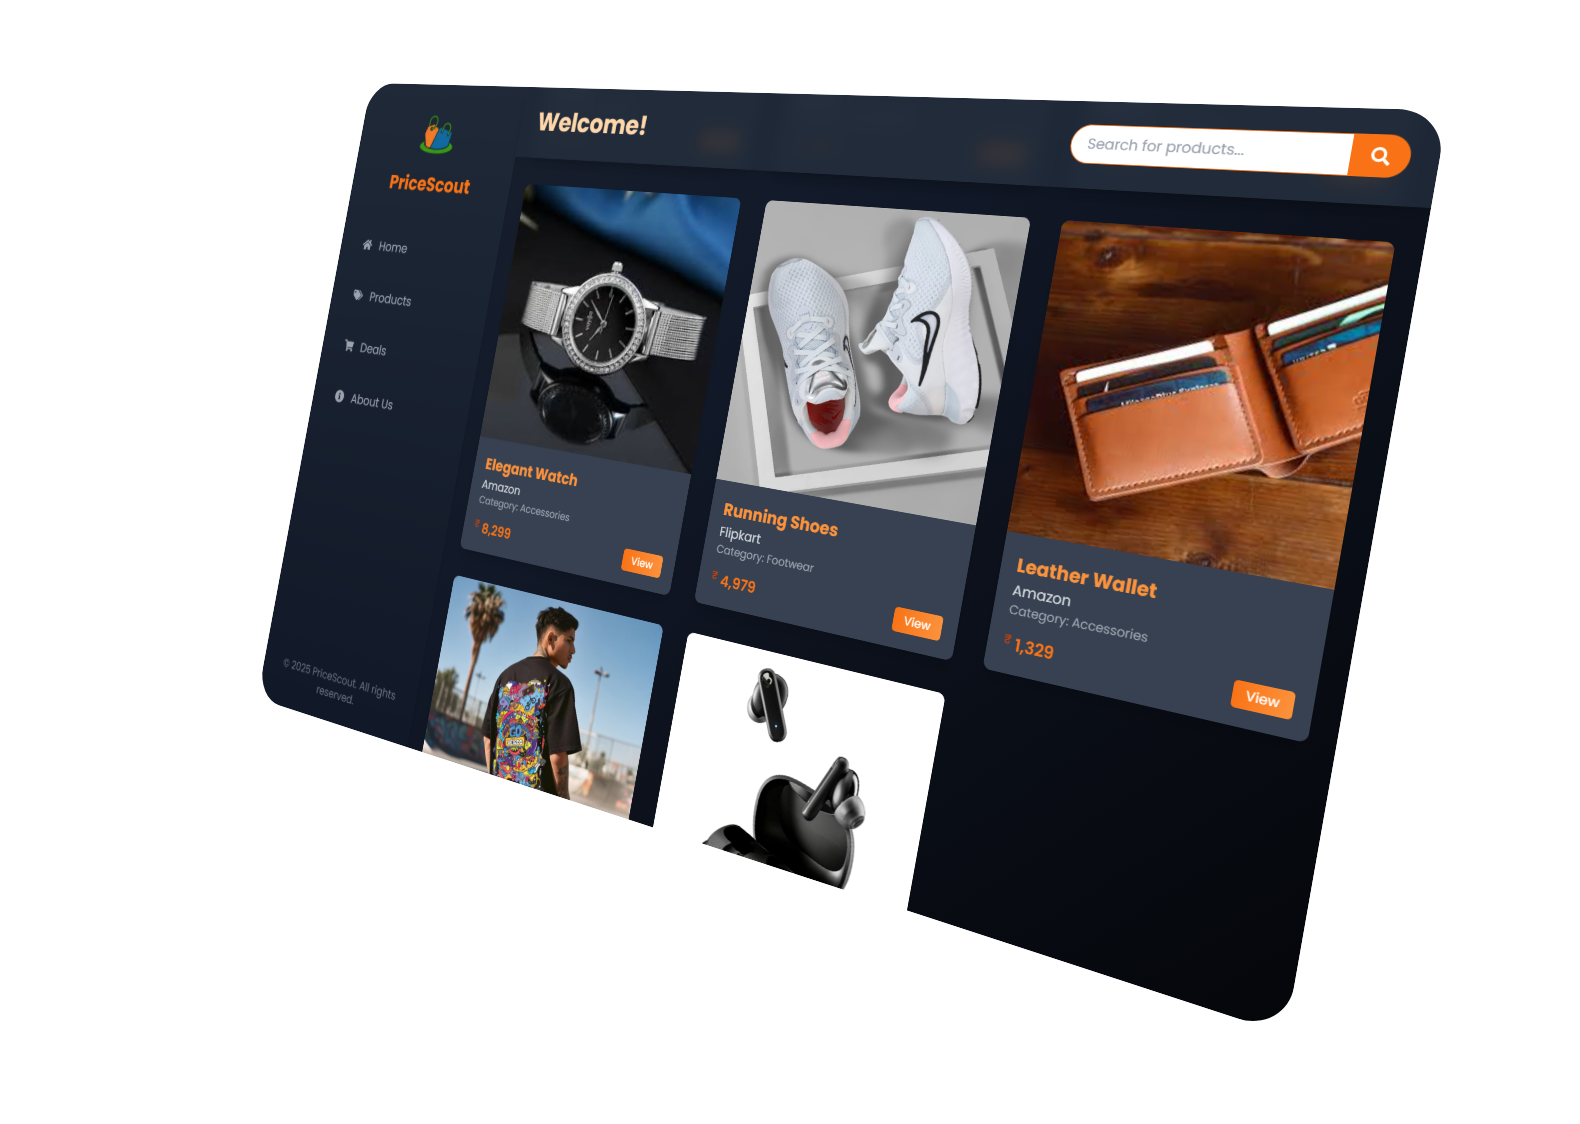 PriceScout
Home
Products
Deals
About Us
© 2025 PriceScout. All rights
reserved.
Welcome!
Search for products...
Elegant Watch
Amazon
Category: Accessories
₹ 8,299
View
Running Shoes
Flipkart
Category: Footwear
₹ 4,979
View
Leather Wallet
Amazon
Category: Accessories
₹ 1,329
View